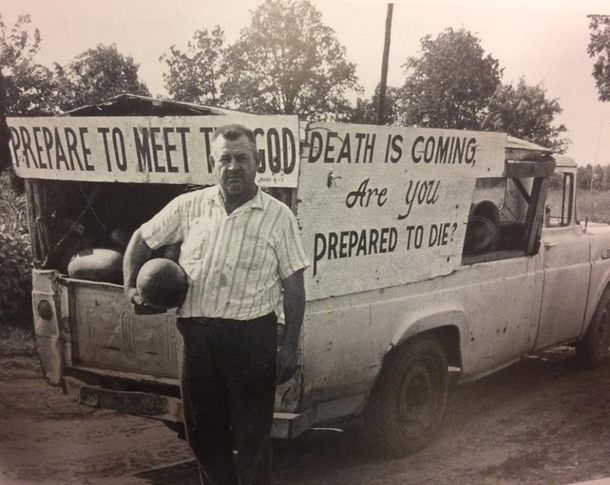 PREPARE TO MEET T GOD
DEATH IS COMING,
Are you
PREPARED TO DIE?